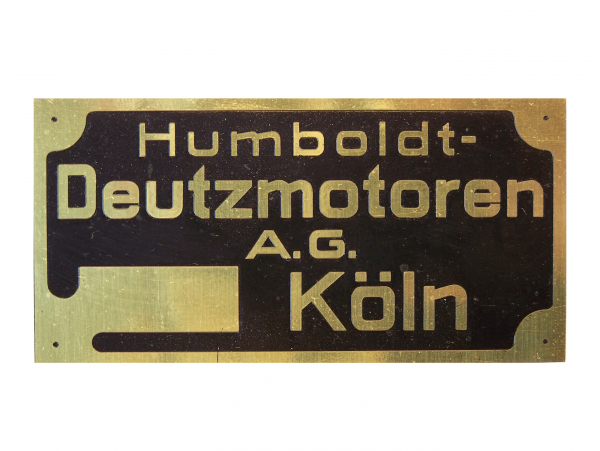 Humboldt-
Deutzmotoren
A.G.
Köln